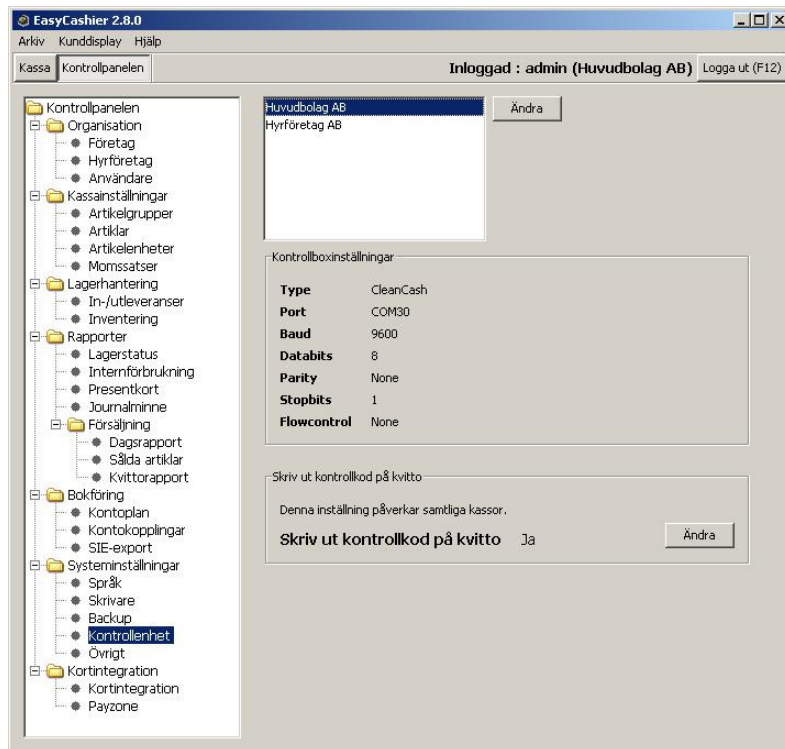 EasyCashier 2.8.0
Arkiv Kunddisplay Hjälp
Kassa Kontrollpanelen Inloggad : admin (Huvudbolag AB) Logga ut (F12)
Kontrollpanelen
Organisation
Företag
Hyrföretag
Användare
Kassainställningar
Artikelgrupper
Artiklar
Artikelenheter
Momssatser
Lagerhantering
In-/utleveranser
Inventering
Rapporter
Lagerstatus
Internförbrukning
Presentkort
Journalminne
Försäljning
Dagsrapport
Sålda artiklar
Kvittorapport
Bokföring
Kontoplan
Kontokopplingar
SIE-export
Systeminställningar
Språk
Skrivare
Backup
Kontrollenhet
Övrigt
Kortintegration
Kortintegration
Payzone
Huvudbolag AB
Hyrföretag AB
Ändra
Kontrollboxinställningar
Type CleanCash
Port COM30
Baud 9600
Databits 8
Parity None
Stopbits 1
Flowcontrol None
Skriv ut kontrollkod på kvitto
Denna inställning påverkar samtliga kassor.
Skriv ut kontrollkod på kvitto Ja
Ändra